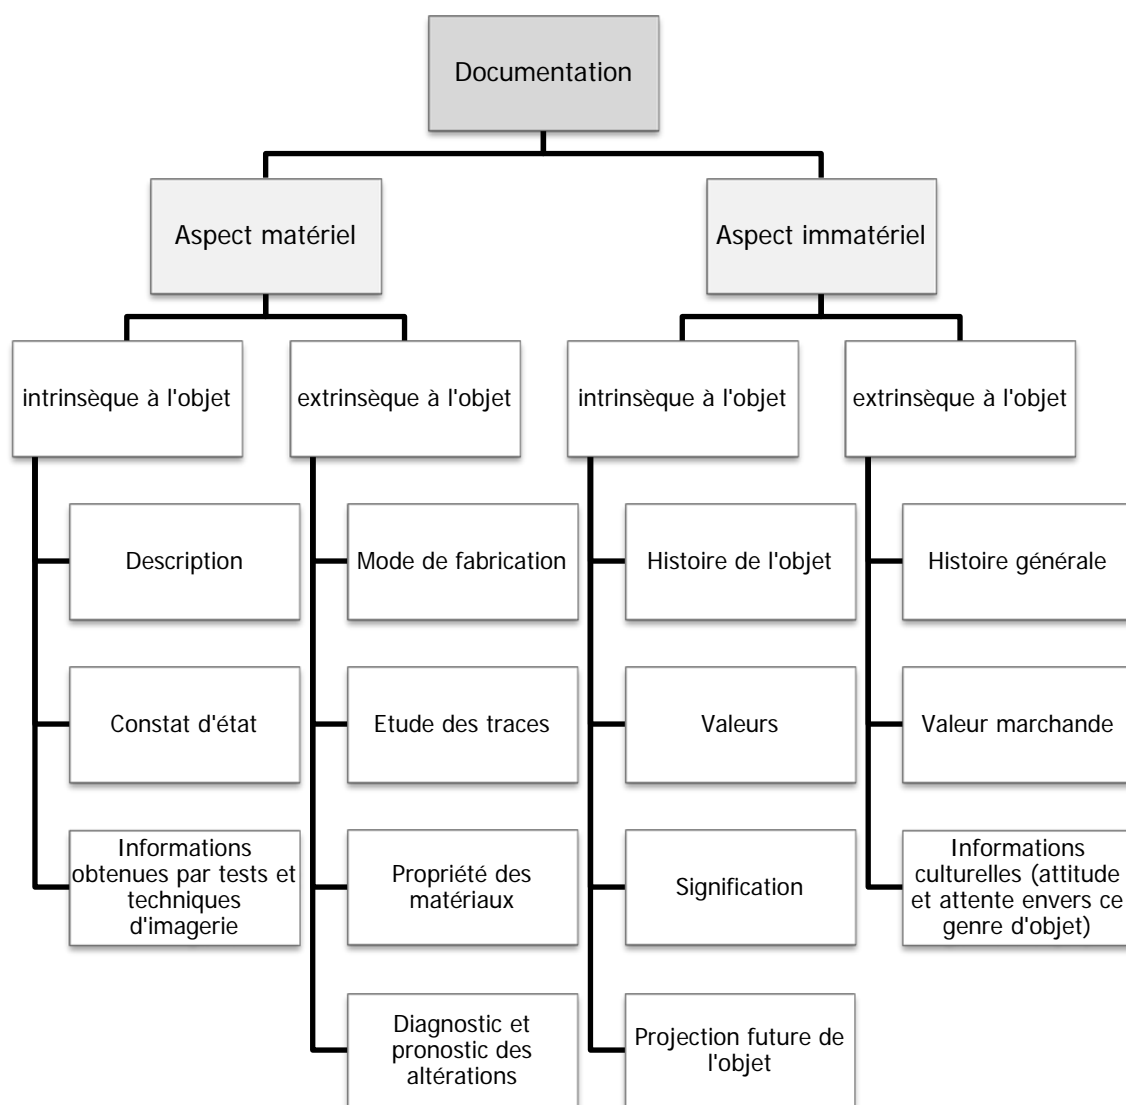 Documentation
Aspect matériel
Aspect immatériel
intrinsèque à l'objet
extrinsèque à l'objet
intrinsèque à l'objet
extrinsèque à l'objet
Description
Mode de fabrication
Histoire de l'objet
Histoire générale
Constat d'état
Etude des traces
Valeurs
Valeur marchande
Informations
obtenues par tests et
techniques
d'imagerie
Propriété des
matériaux
Signification
Informations
culturelles (attitude
et attente envers ce
genre d'objet)
Diagnostic et
pronostic des
altérations
Projection future de
l'objet